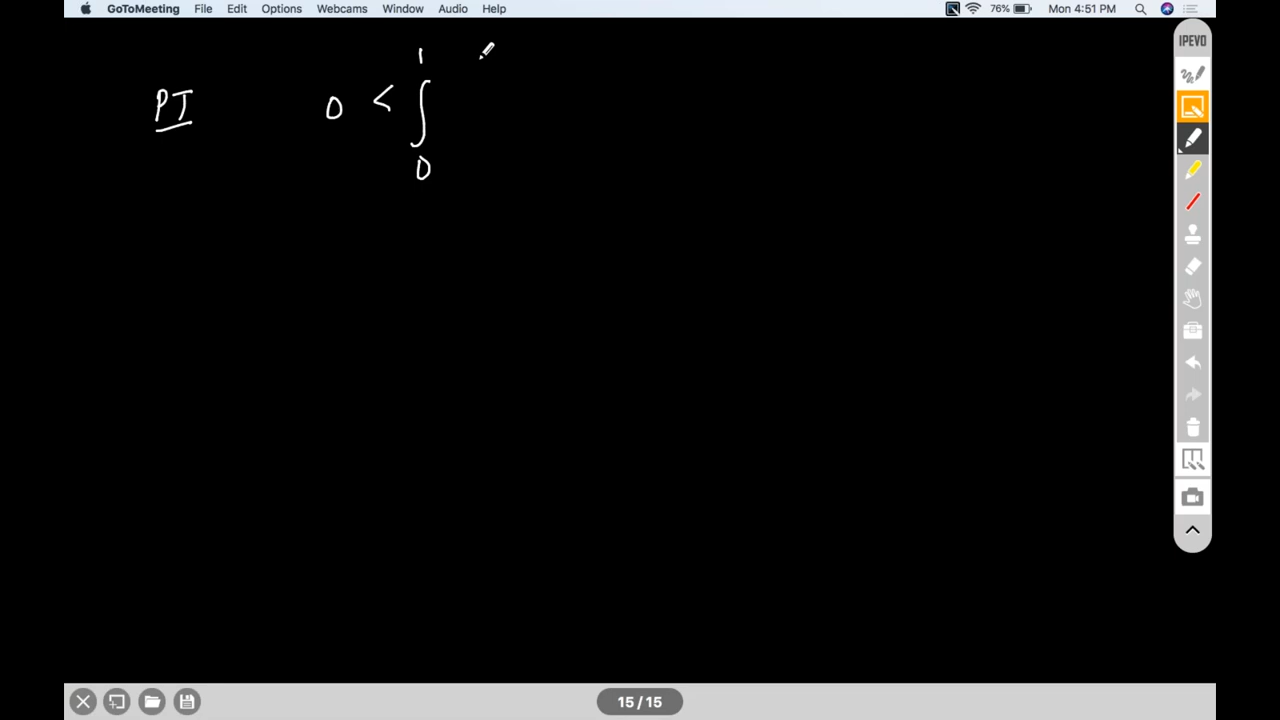 GoToMeeting File Edit Options Webcams Window Audio Help 76% Mon 4:51 PM
IPEVO
1
PT 0 < ∫
0
15/15